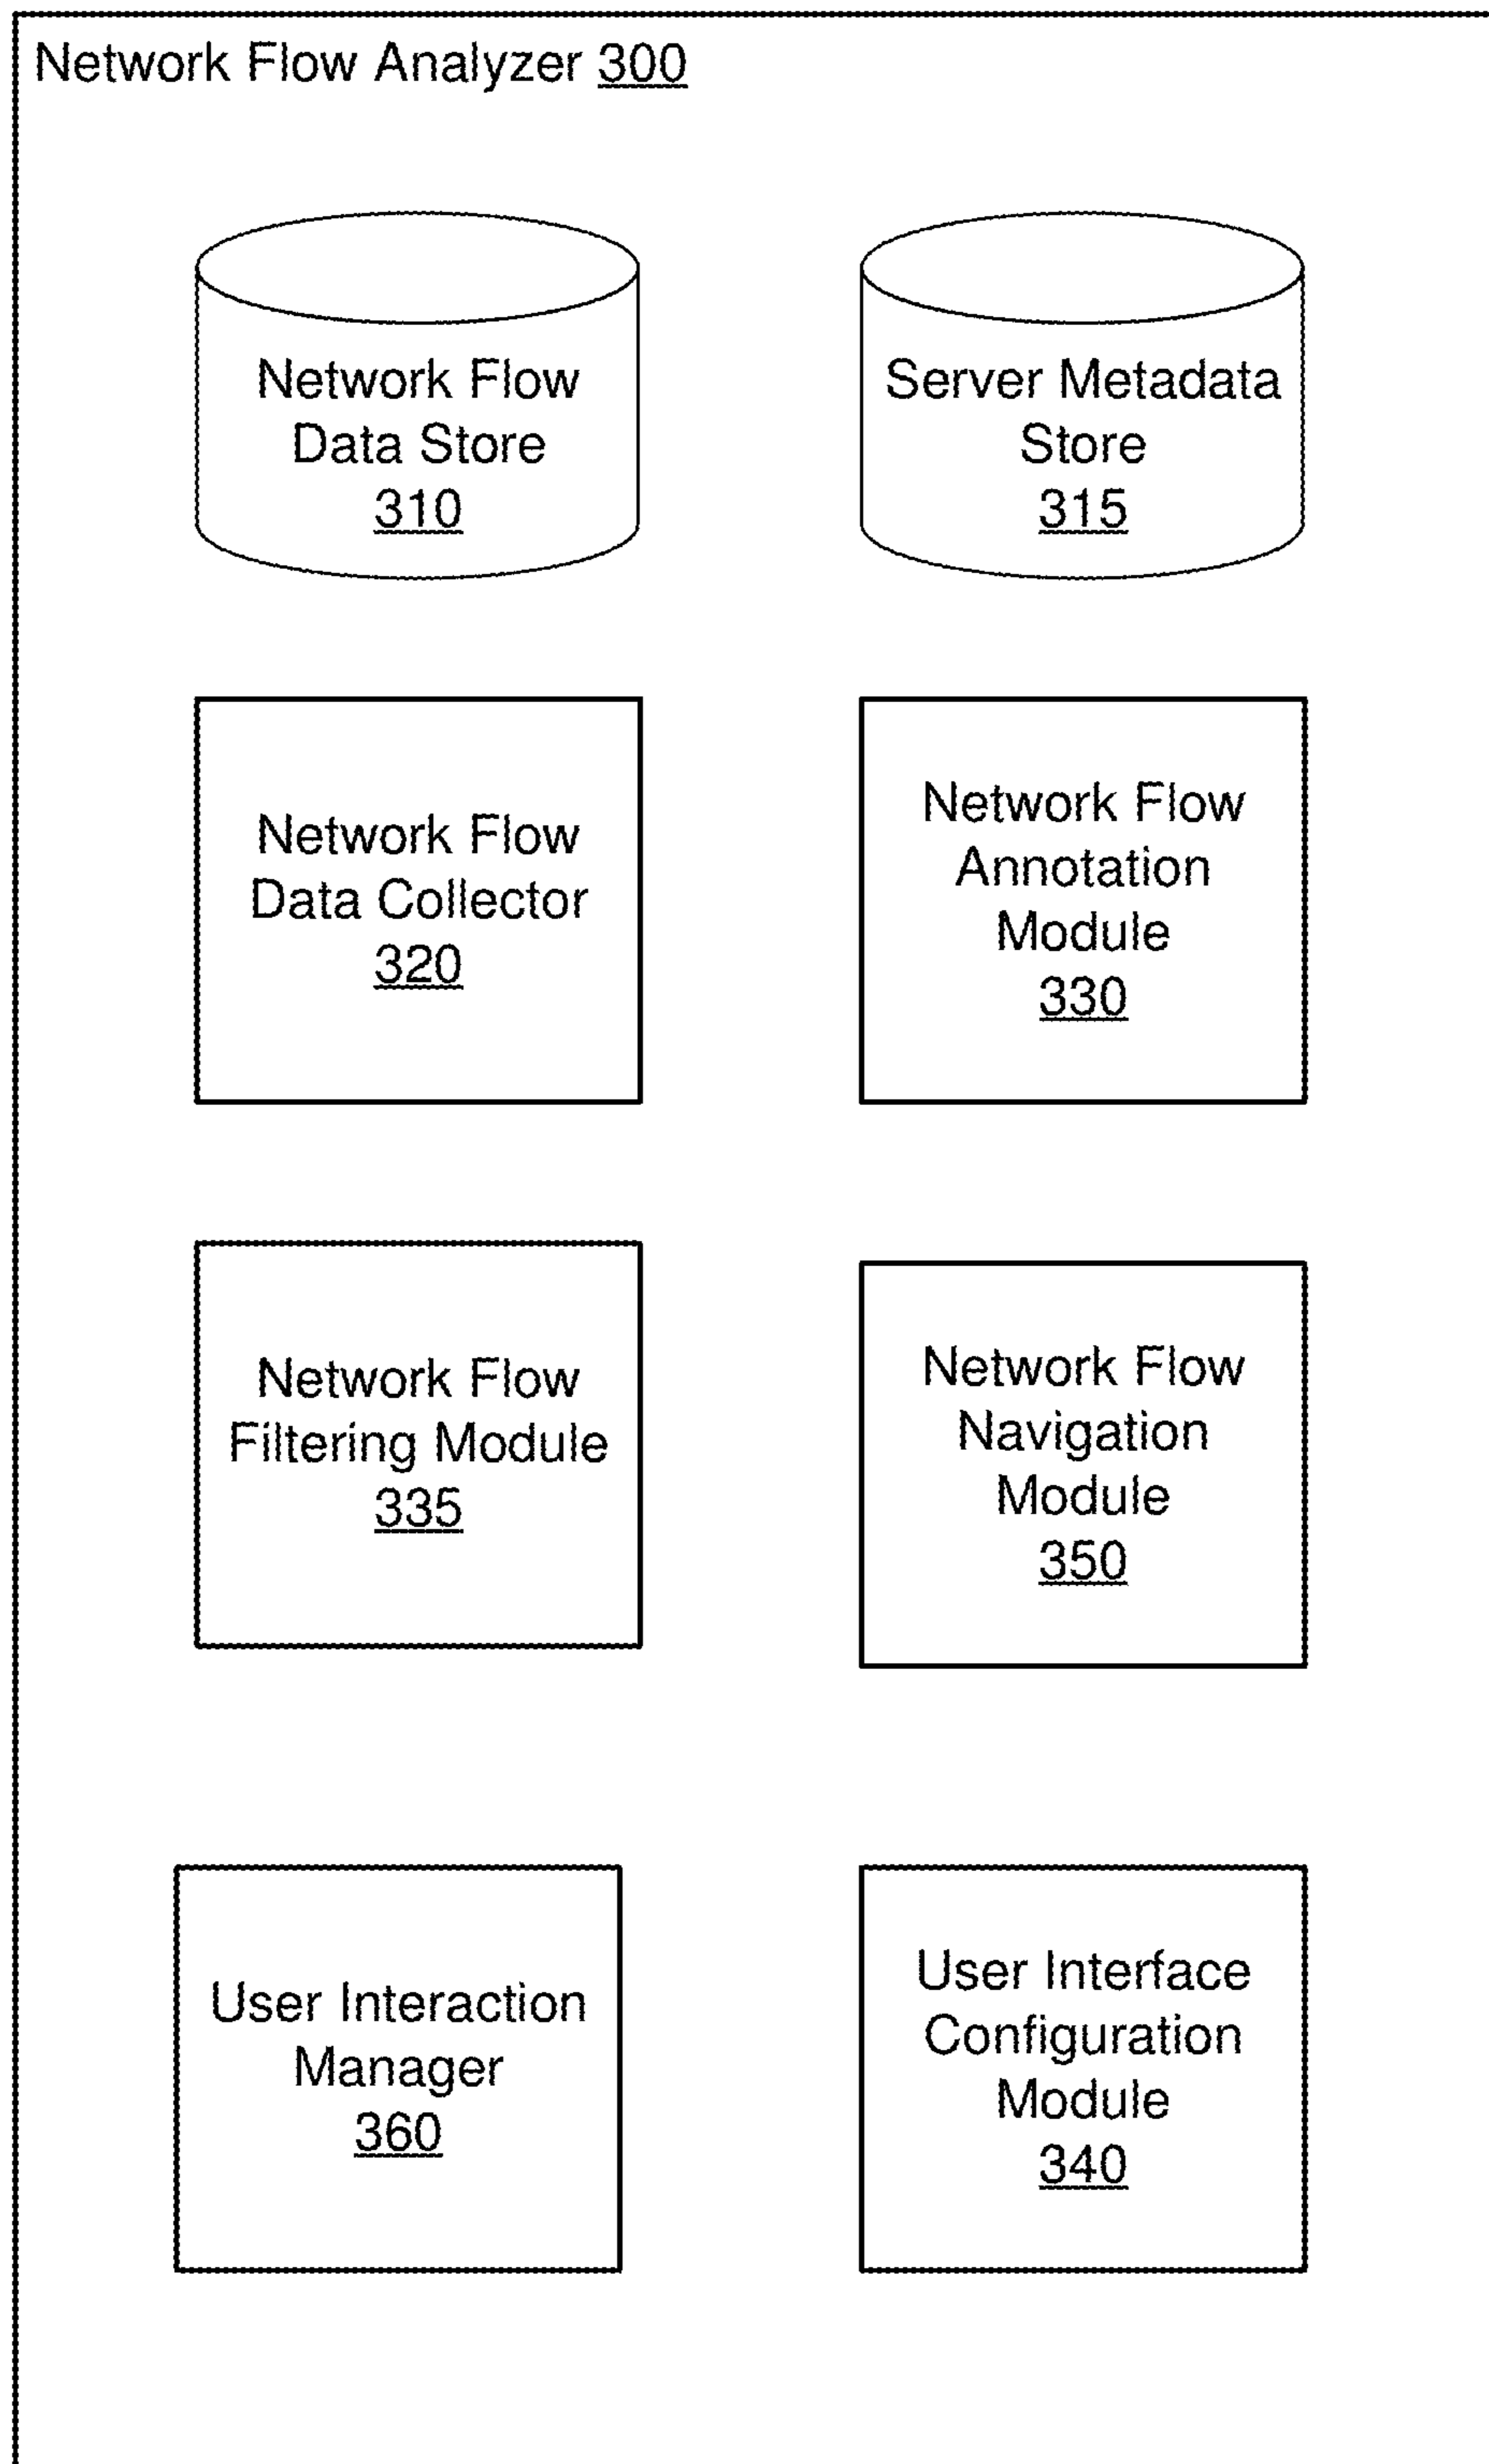 Network Flow Analyzer 300
Network Flow
Data Store
310
Server Metadata
Store
315
Network Flow
Data Collector
320
Network Flow
Annotation
Module
330
Network Flow
Filtering Module
335
Network Flow
Navigation
Module
350
User Interaction
Manager
360
User Interface
Configuration
Module
340